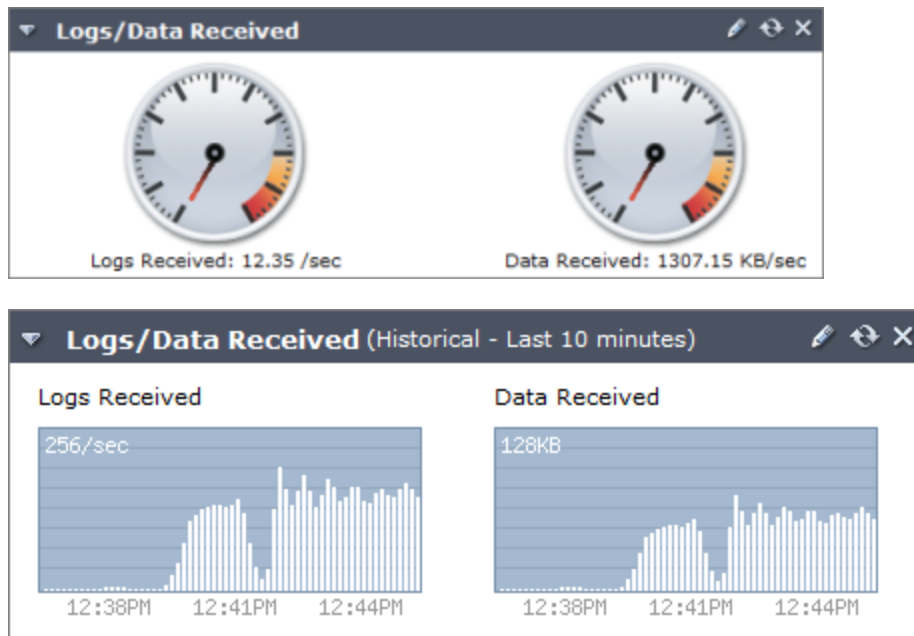 Logs/Data Received
Logs Received: 12.35 /sec
Data Received: 1307.15 KB/sec
Logs/Data Received (Historical - Last 10 minutes)
Logs Received
Data Received
256/sec
128KB
12:38PM 12:41PM 12:44PM
12:38PM 12:41PM 12:44PM